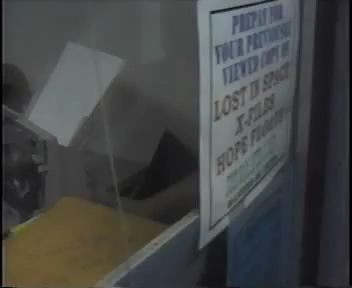 PREPAY FOR
YOUR PREVIOUSLY
VIEWED COPY OF
LOST IN SPACE
X-FILES
HOPE FLOATS